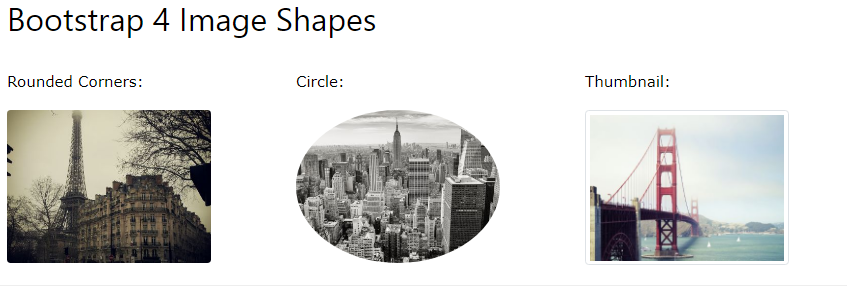 Bootstrap 4 Image Shapes
Rounded Corners:
Circle:
Thumbnail: